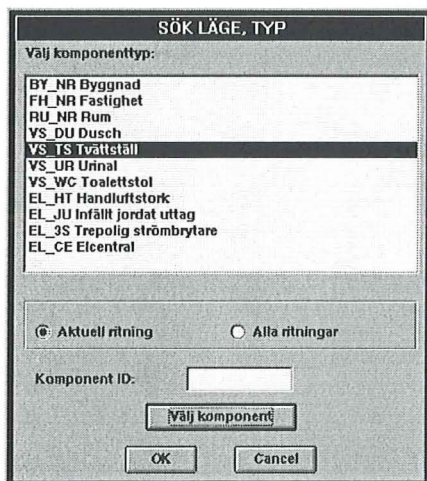 SÖK LÄGE, TYP
Välj komponenttyp:
BY_NR Byggnad
FH_NR Fastighet
RU_NR Rum
VS_DU Dusch
VS_TS Tvättställ
VS_UR Urinal
VS_WC Toalettstol
EL_HT Handluftstork
EL_JU Infällt jordat uttag
EL_3S Trepolig strömbrytare
EL_CE Elcentral
Aktuell ritning Alla ritningar
Komponent ID:
Välj komponent
OK Cancel